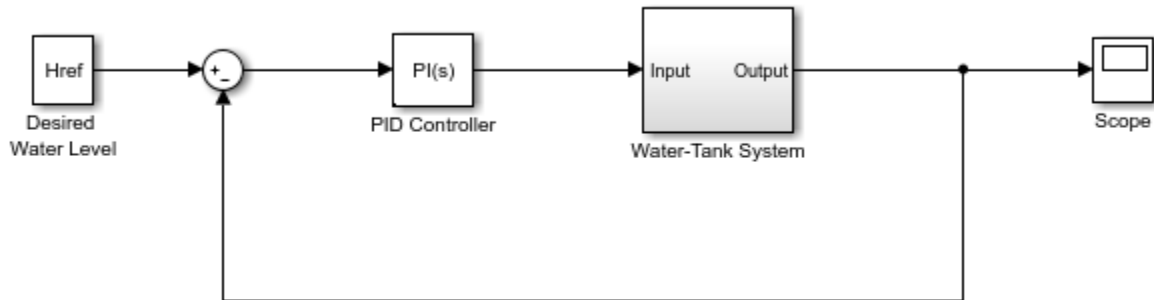 Href
Desired
Water Level
+
-
PI(s)
PID Controller
Input
Output
Water-Tank System
Scope